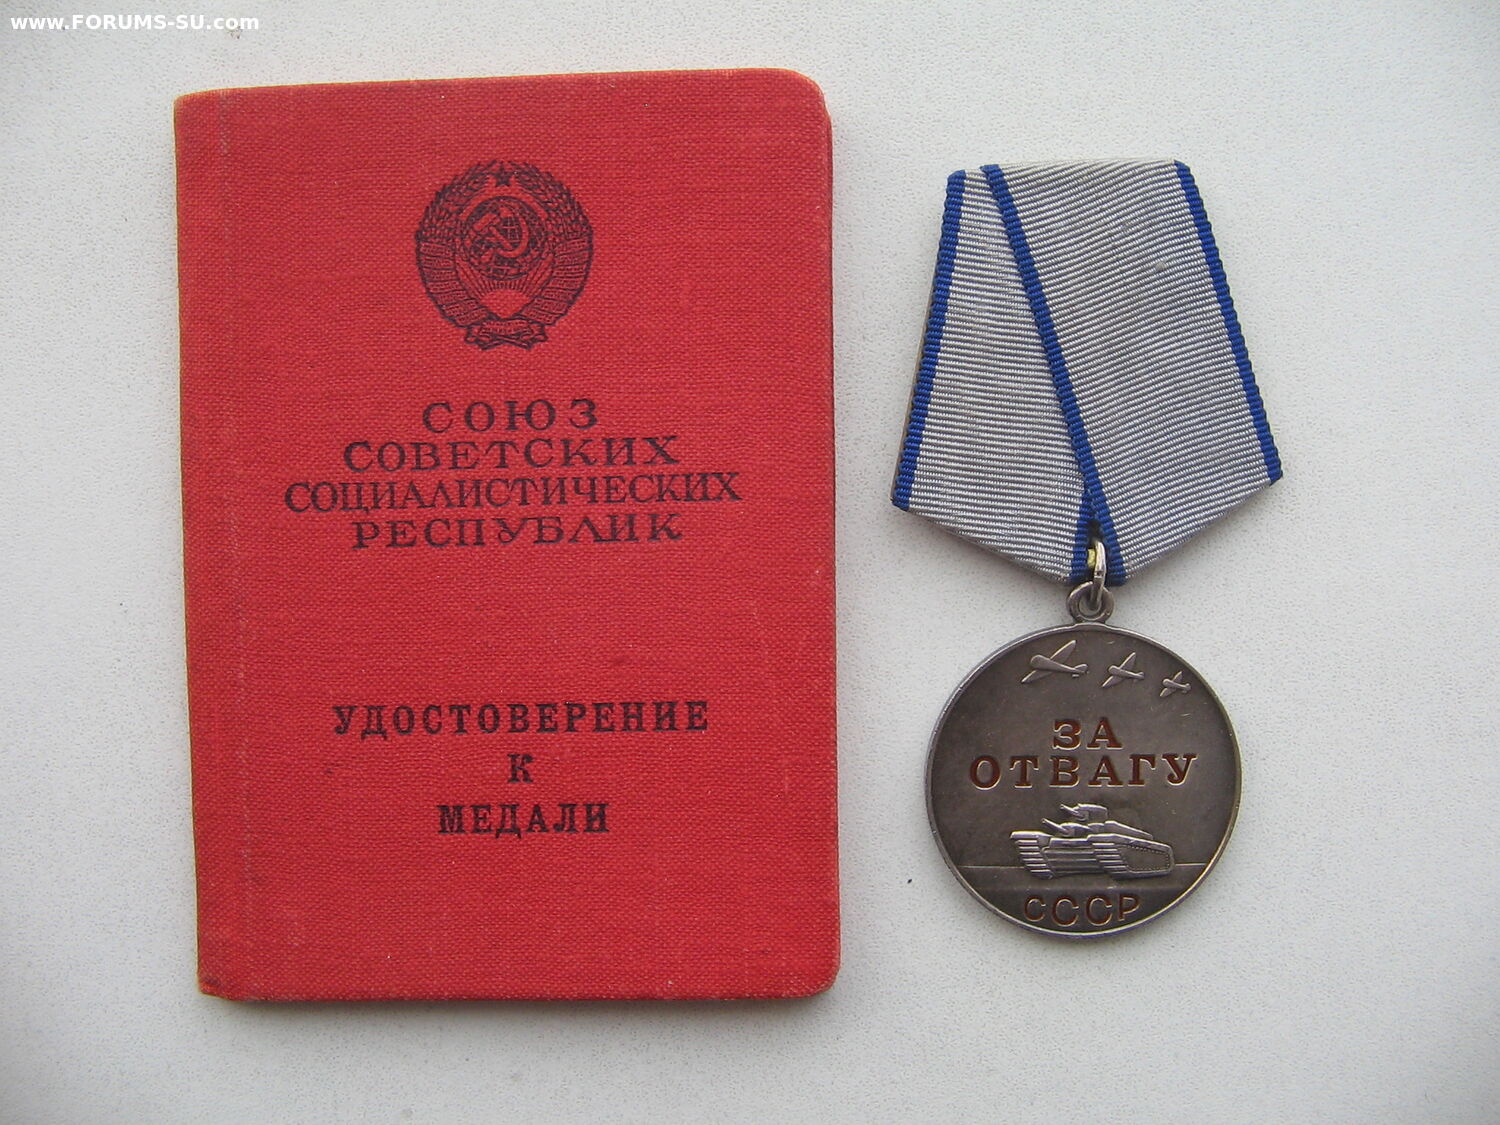 www.FORUMS-SU.com
СОЮЗ
СОВЕТСКИХ
СОЦИАЛИСТИЧЕСКИХ
РЕСПУБЛИК
УДОСТОВЕРЕНИЕ
К
МЕДАЛИ
ЗА
ОТВАГУ
СССР